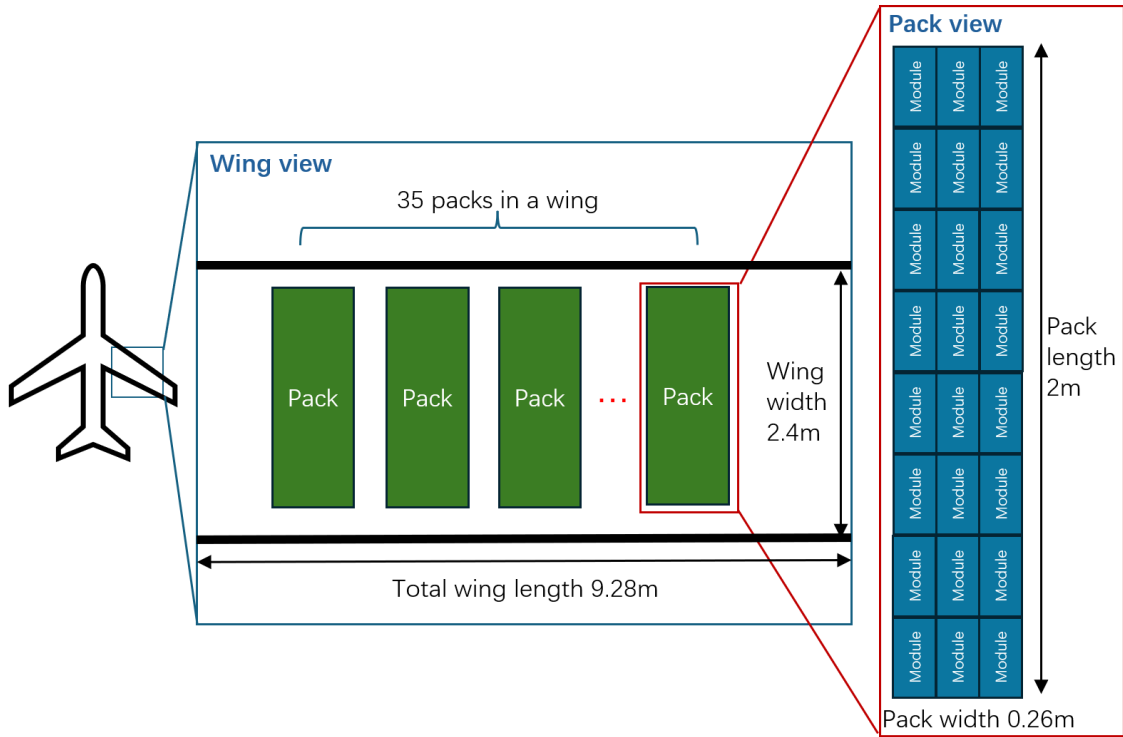 Pack view
Wing view
35 packs in a wing
Pack
Pack
Pack
...
Pack
Wing
width
2.4m
Total wing length 9.28m
Module Module Module
Module Module Module
Module Module Module
Module Module Module
Module Module Module
Module Module Module
Module Module Module
Module Module Module
Pack
length
2m
Pack width 0.26m